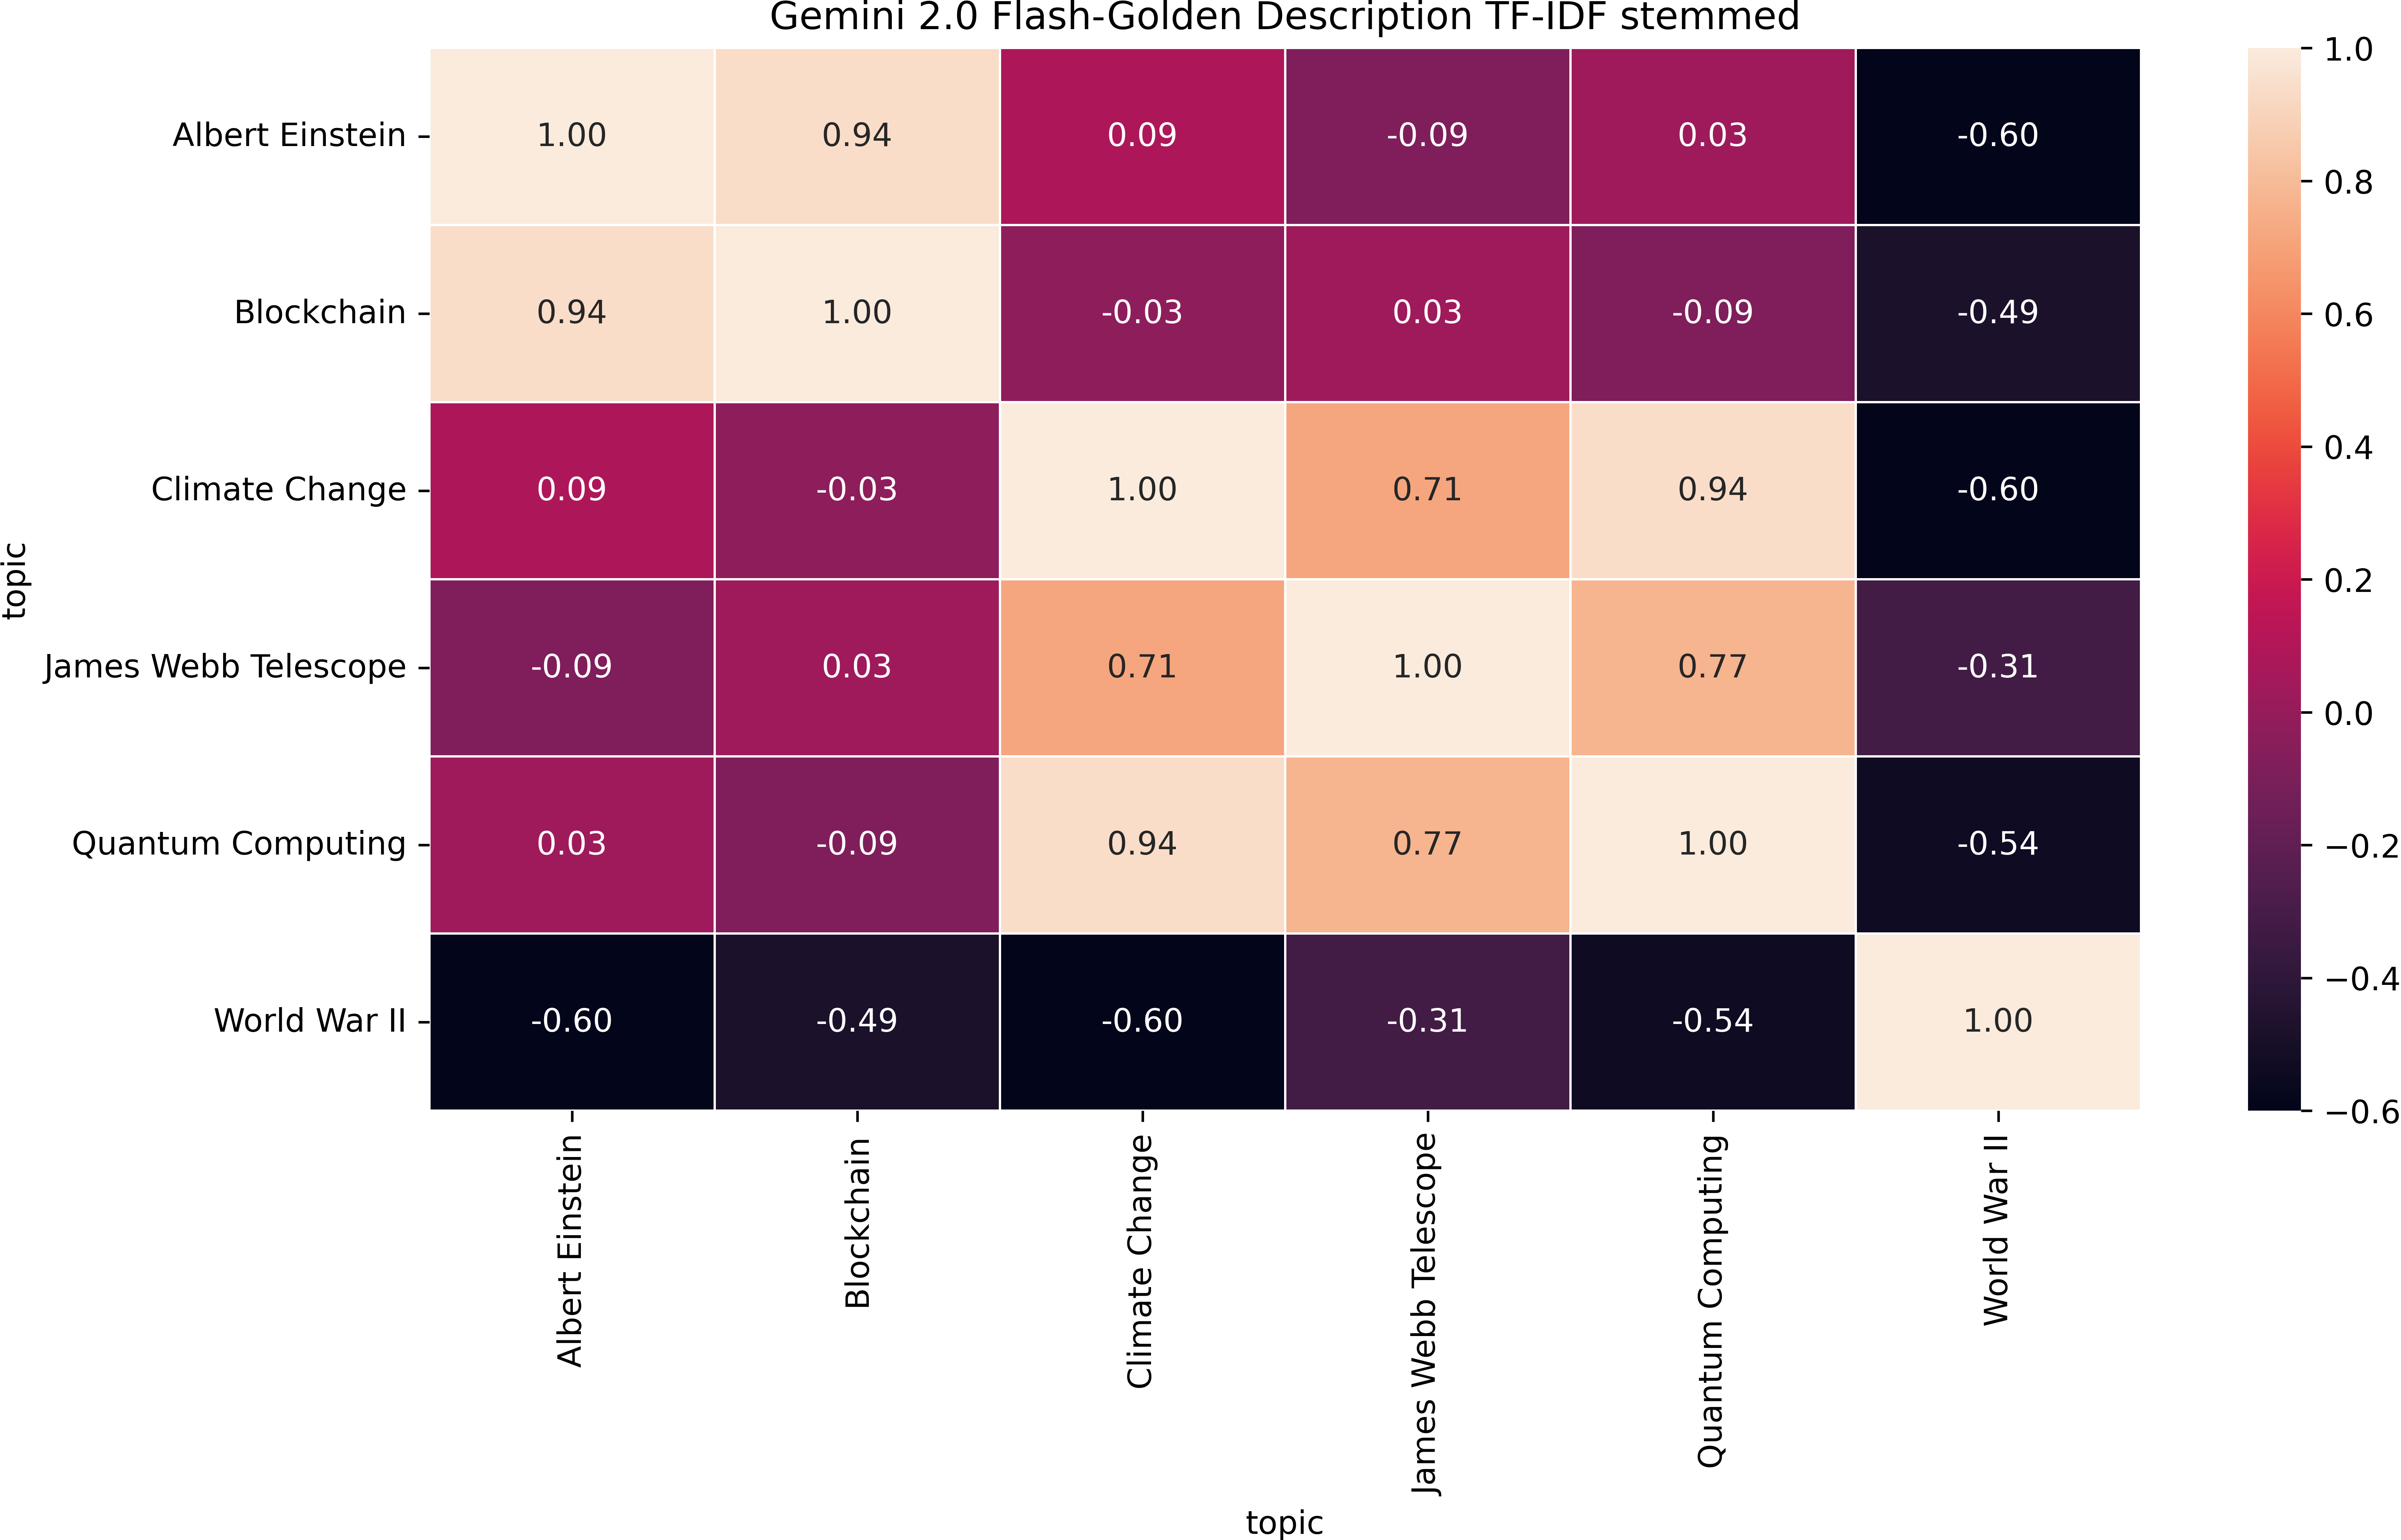 Gemini 2.0 Flash-Golden Description TF-IDF stemmed
topic
Albert Einstein 1.00 0.94 0.09 -0.09 0.03 -0.60
Blockchain 0.94 1.00 -0.03 0.03 -0.09 -0.49
Climate Change 0.09 -0.03 1.00 0.71 0.94 -0.60
James Webb Telescope -0.09 0.03 0.71 1.00 0.77 -0.31
Quantum Computing 0.03 -0.09 0.94 0.77 1.00 -0.54
World War II -0.60 -0.49 -0.60 -0.31 -0.54 1.00
Albert Einstein
Blockchain
Climate Change
James Webb Telescope
Quantum Computing
World War II
topic
1.0
0.8
0.6
0.4
0.2
0.0
−0.2
−0.4
−0.6